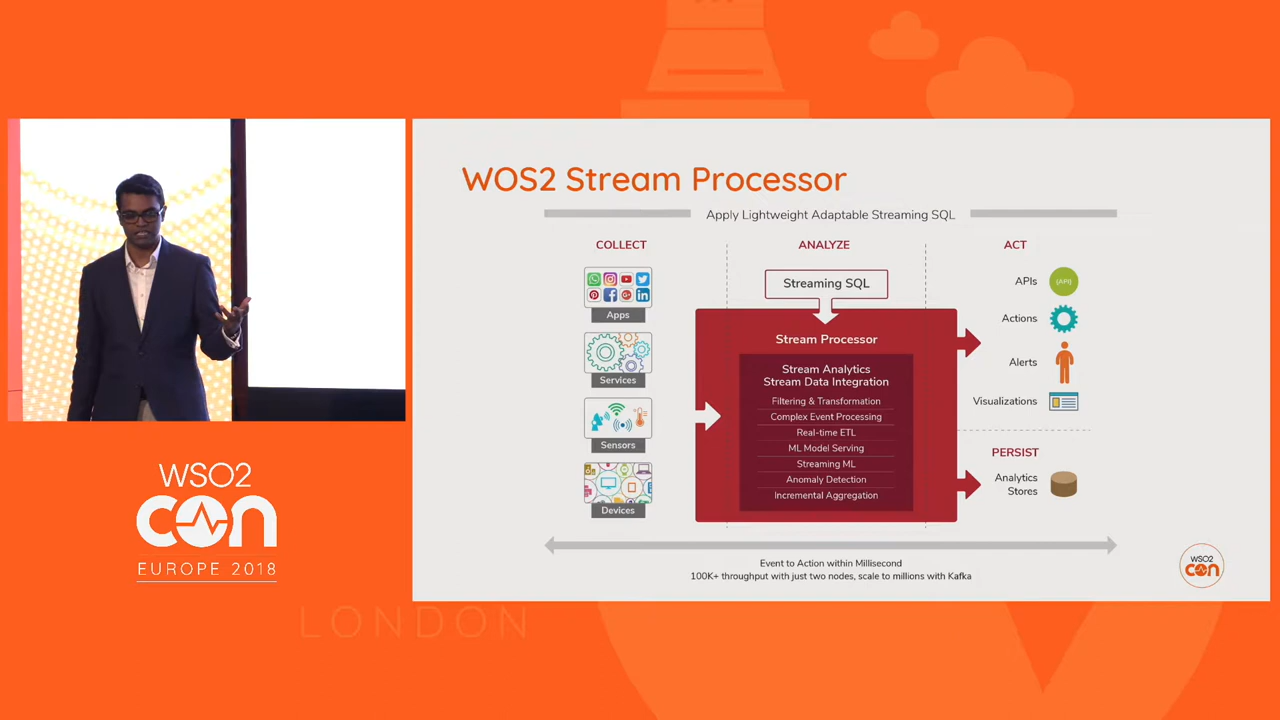 WOS2 Stream Processor
Apply Lightweight Adaptable Streaming SQL
COLLECT
Apps
Services
Sensors
Devices
ANALYZE
Streaming SQL
Stream Processor
Stream Analytics
Stream Data Integration
Filtering & Transformation
Complex Event Processing
Real-time ETL
ML Model Serving
Streaming ML
Anomaly Detection
Incremental Aggregation
ACT
APIs
(API)
Actions
Alerts
Visualizations
PERSIST
Analytics
Stores
Event to Action within Millisecond
100K+ throughput with just two nodes, scale to millions with Kafka
WSO2
CON
WSO2
CON
EUROPE 2018
LONDON